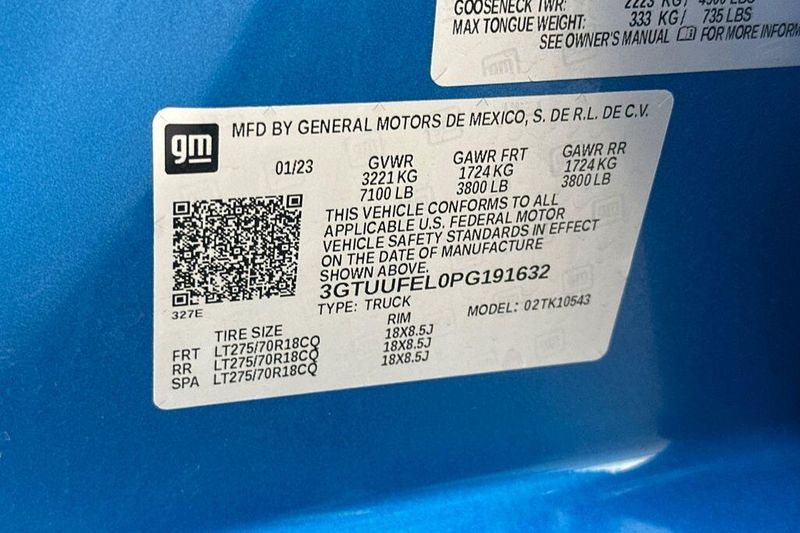 GOOSENECK TWR:
MAX TONGUE WEIGHT: 333 KG/ 735 LBS
SEE OWNER'S MANUAL FOR MORE
gm
MFD BY GENERAL MOTORS DE MEXICO, S. DE R.L. DE C.V.
01/23 GVWR GAWR FRT GAWR RR
3221 KG 1724 KG 1724 KG
7100 LB 3800 LB 3800 LB
THIS VEHICLE CONFORMS TO ALL
APPLICABLE U.S. FEDERAL MOTOR
VEHICLE SAFETY STANDARDS IN EFFECT
ON THE DATE OF MANUFACTURE
SHOWN ABOVE.
3GTUUFEL0PG191632
TYPE: TRUCK MODEL: 02TK10543
327E
TIRE SIZE RIM
FRT LT275/70R18CQ 18X8.5J
RR LT275/70R18CQ 18X8.5J
SPA LT275/70R18CQ 18X8.5J